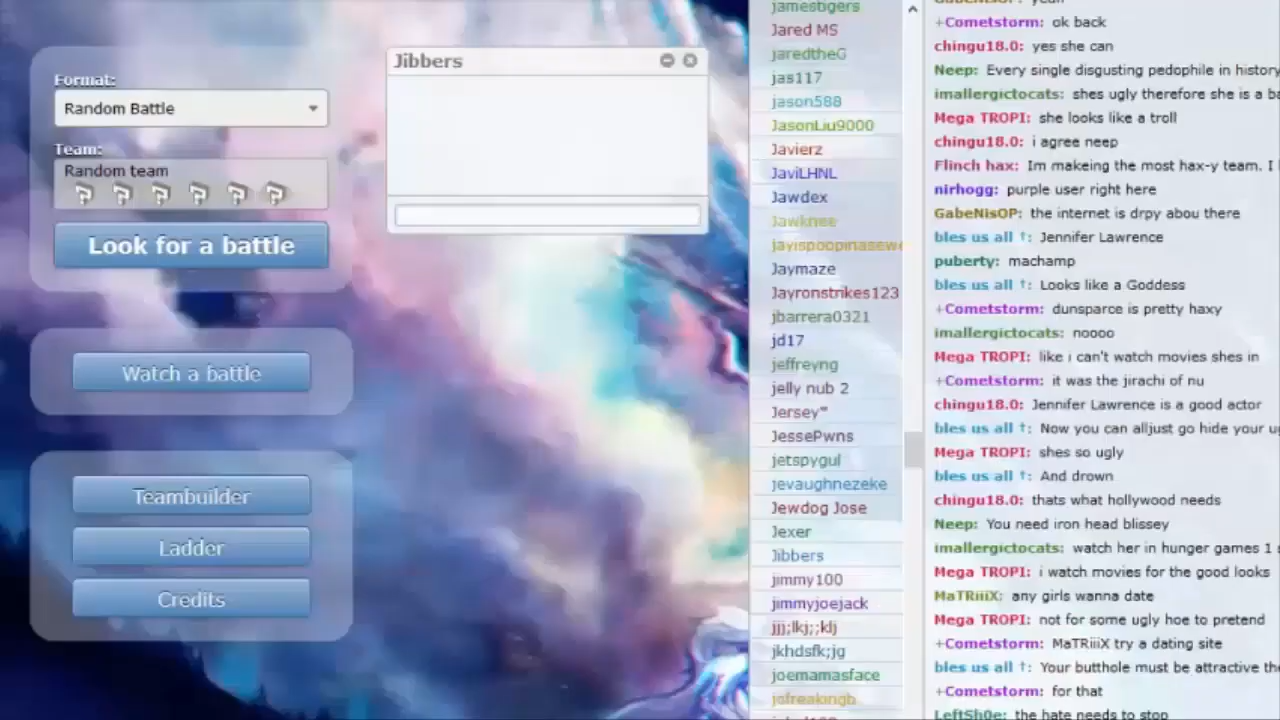 Format:
Random Battle
Team:
Random team
Look for a battle
Watch a battle
Teambuilder
Ladder
Credits
Jibbers
jamestigers
Jared MS
jaredtheG
jas117
jason588
JasonLiu9000
Javierz
JaviLHNL
Jawdex
Jawknee
jayispoopinasewe
Jaymaze
Jayronstrikes123
jbarrera0321
jd17
jeffreyng
jelly nub 2
Jersey™
JessePwns
jetspygul
jevaughnezeke
Jewdog Jose
Jexer
Jibbers
jimmy100
jimmyjoejack
jjj;lkj;;klj
jkhdsfk;jg
joemamasface
jofreakingb
GabeNisOP: yeah
+Cometstorm: ok back
chingu18.0: yes she can
Neep: Every single disgusting pedophile in history
imallergictocats: shes ugly therefore she is a ba
Mega TROPI: she looks like a troll
chingu18.0: i agree neep
Flinch hax: Im makeing the most hax-y team. I
nirhogg: purple user right here
GabeNisOP: the internet is drpy abou there
bles us all †: Jennifer Lawrence
puberty: machamp
bles us all †: Looks like a Goddess
+Cometstorm: dunsparce is pretty haxy
imallergictocats: noooo
Mega TROPI: like i can't watch movies shes in
+Cometstorm: it was the jirachi of nu
chingu18.0: Jennifer Lawrence is a good actor
bles us all †: Now you can alljust go hide your ug
Mega TROPI: shes so ugly
bles us all †: And drown
chingu18.0: thats what hollywood needs
Neep: You need iron head blissey
imallergictocats: watch her in hunger games 1
Mega TROPI: i watch movies for the good looks
MaTRiiiX: any girls wanna date
Mega TROPI: not for some ugly hoe to pretend
+Cometstorm: MaTRiiiX try a dating site
bles us all †: Your butthole must be attractive the
+Cometstorm: for that
LeftSh0e: the hate needs to stop